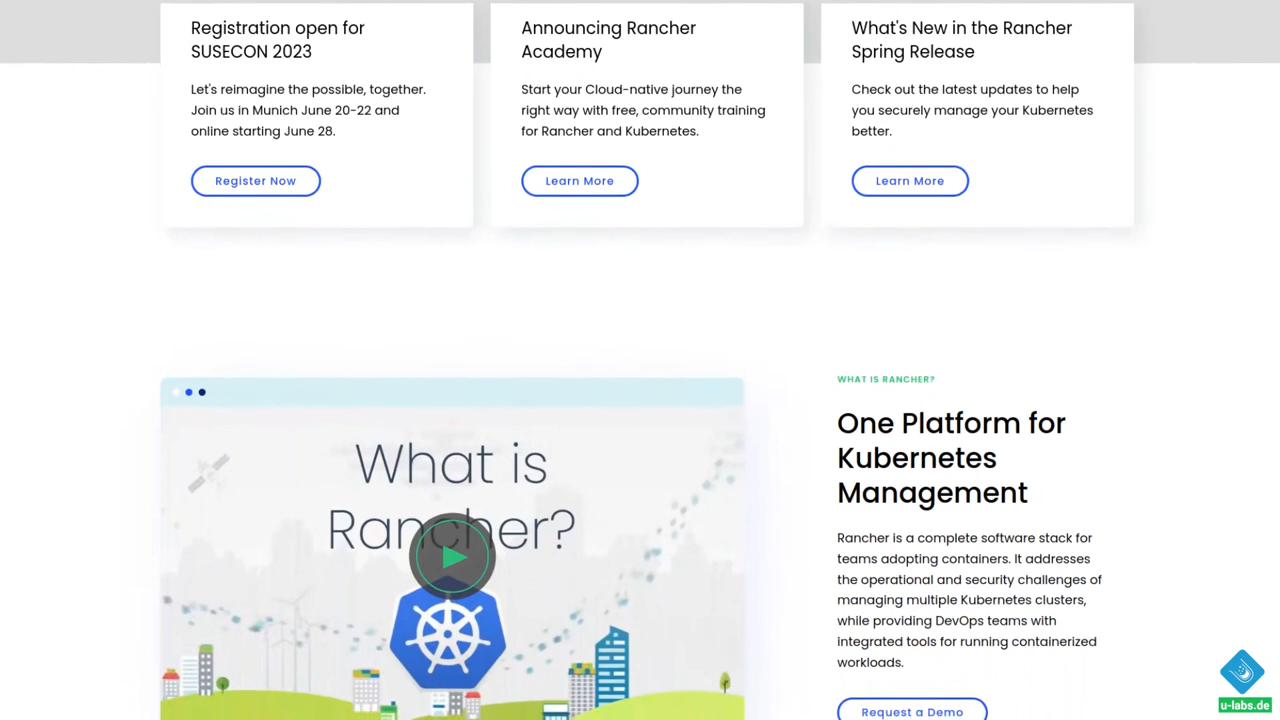 Registration open for
SUSECON 2023
Let's reimagine the possible, together.
Join us in Munich June 20-22 and
online starting June 28.
Register Now
Announcing Rancher
Academy
Start your Cloud-native journey the
right way with free, community training
for Rancher and Kubernetes.
Learn More
What's New in the Rancher
Spring Release
Check out the latest updates to help
you securely manage your Kubernetes
better.
Learn More
What is
Rancher?
WHAT IS RANCHER?
One Platform for
Kubernetes
Management
Rancher is a complete software stack for
teams adopting containers. It addresses
the operational and security challenges of
managing multiple Kubernetes clusters,
while providing DevOps teams with
integrated tools for running containerized
workloads.
Request a Demo
u-labs.de